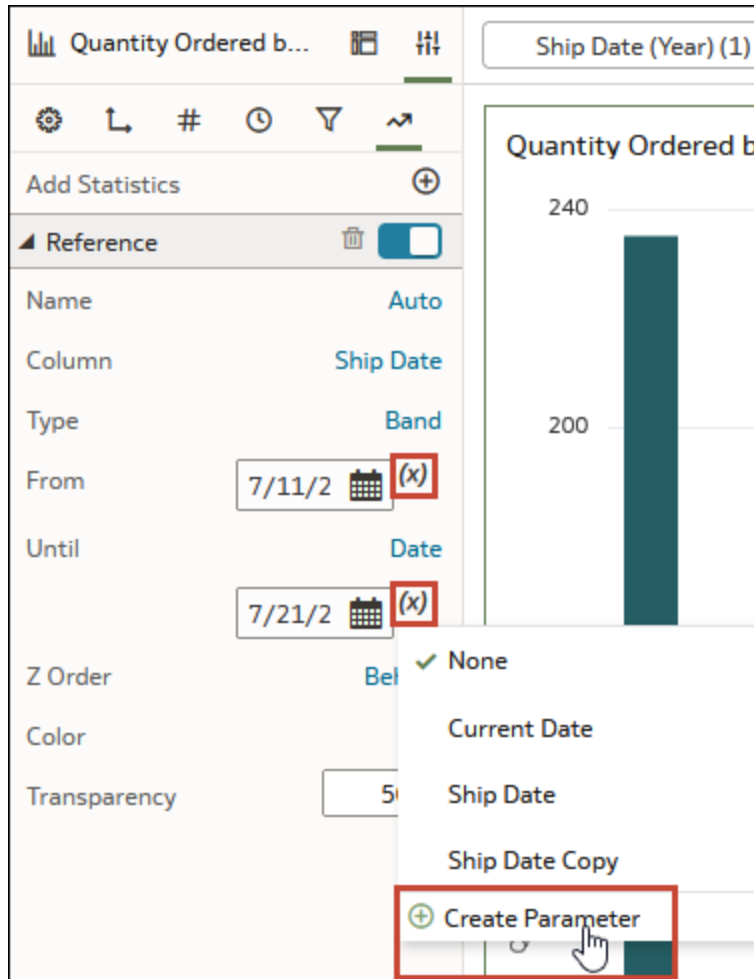 Quantity Ordered b...
Ship Date (Year) (1)
#
Add Statistics
Reference
Name Auto
Column Ship Date
Type Band
From 7/11/2 (x)
Until Date
7/21/2 (x)
Z Order
Color
Transparency
Quantity Ordered b
240
200
None
Current Date
Ship Date
Ship Date Copy
Create Parameter